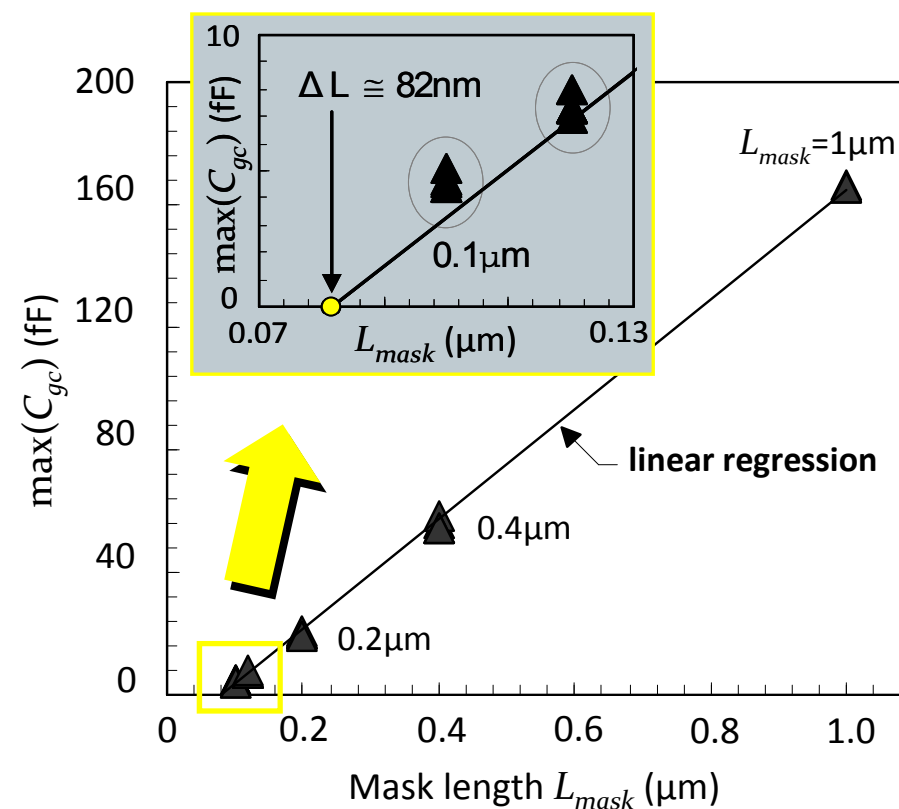 10
max(C_gc) (fF)
0
ΔL ≅ 82nm
0.1μm
0.07
L_mask (μm)
0.13
200
160
120
80
40
0
max(C_gc) (fF)
L_mask=1μm
linear regression
0.4μm
0.2μm
0
0.2
0.4
0.6
0.8
1.0
Mask length L_mask (μm)